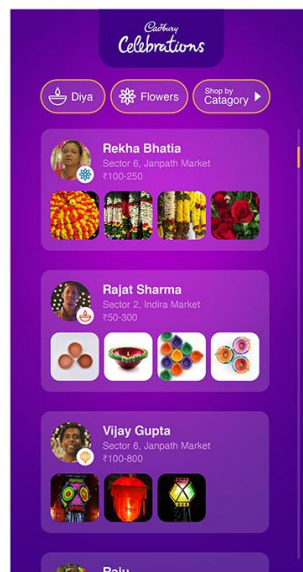 Cadbury
Celebrations
Diya
Flowers
Shop by
Catagory
Rekha Bhatia
Sector 6, Janpath Market
₹100-250
Rajat Sharma
Sector 2, Indira Market
₹50-300
Vijay Gupta
Sector 6, Janpath Market
₹100-800
Raju